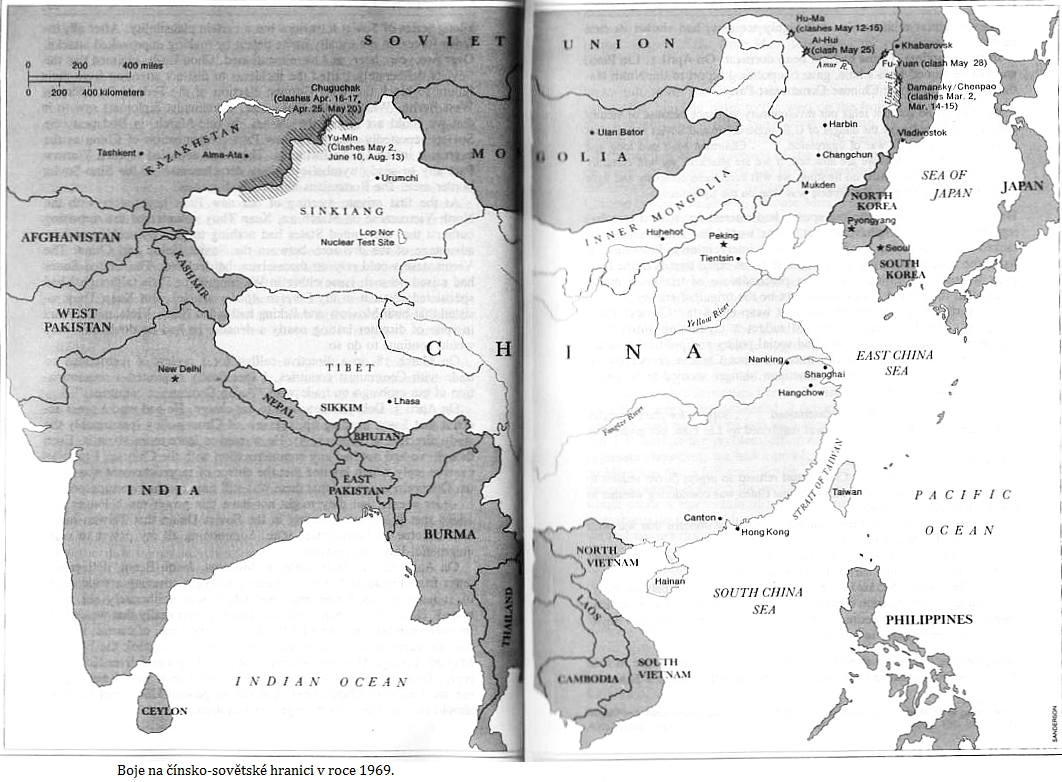 SOVIET UNION
0 200 400 miles
0 200 400 kilometers
Hu-Ma
(clashes May 12-15)
Ai-Hui
(clash May 25)
Amur R.
Khabarovsk
Fu-Yuan (clash May 28)
Ussuri R.
Damansky/Chenpao
(clashes Mar. 2,
Mar. 14-15)
Chuguchak
(clashes Apr. 16-17,
Apr. 25, May 20)
Yu-Min
(Clashes May 2,
June 10, Aug. 13)
KAZAKHSTAN
Tashkent
Alma-Ata
Urumchi
MONGOLIA
Ulan Bator
Harbin
Vladivostok
Changchun
SINKIANG
Lop Nor
Nuclear Test Site
INNER MONGOLIA
Mukden
SEA OF
JAPAN
JAPAN
NORTH
KOREA
Pyongyang
Seoul
SOUTH
KOREA
Huhehot
Peking
Tientsin
AFGHANISTAN
KASHMIR
WEST
PAKISTAN
New Delhi
CHINA
Yellow River
TIBET
Lhasa
Nanking
Shanghai
Hangchow
EAST CHINA
SEA
NEPAL
SIKKIM
BHUTAN
Yangtze River
INDIA
EAST
PAKISTAN
BURMA
STRAIT OF TAIWAN
Taiwan
PACIFIC
OCEAN
Canton
Hong Kong
NORTH
VIETNAM
Hainan
SOUTH CHINA
SEA
THAILAND
LAOS
PHILIPPINES
CAMBODIA
SOUTH
VIETNAM
INDIAN OCEAN
CEYLON
SANDERSON
Boje na čínsko-sovětské hranici v roce 1969.